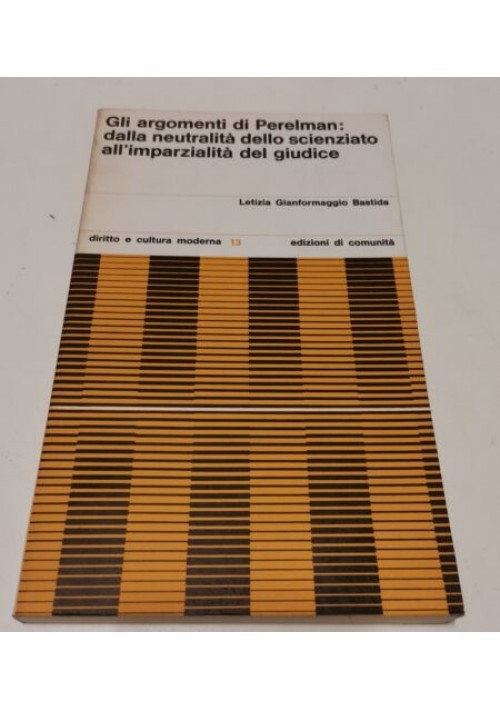 Gli argomenti di Perelman:
dalla neutralità dello scienziato
all'imparzialità del giudice
Letizia Gianformaggio Bastida
diritto e cultura moderna 13 edizioni di comunità